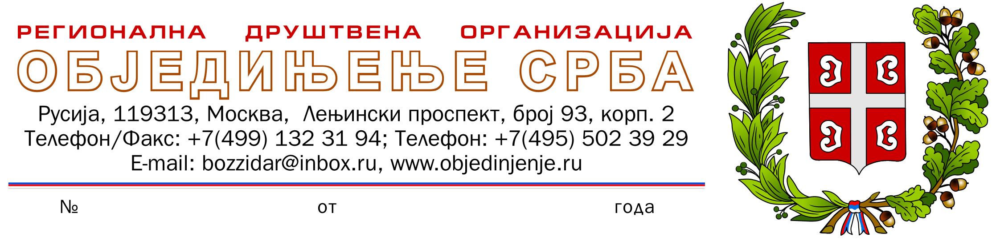 РЕГИОНАЛНА ДРУШТВЕНА ОРГАНИЗАЦИЈА
ОБЈЕДИЊЕЊЕ СРБА
Русија, 119313, Москва, Лењински проспект, број 93, корп. 2
Телефон/Факс: +7(499) 132 31 94; Телефон: +7(495) 502 39 29
E-mail: bozzidar@inbox.ru, www.objedinjenje.ru
№ от года